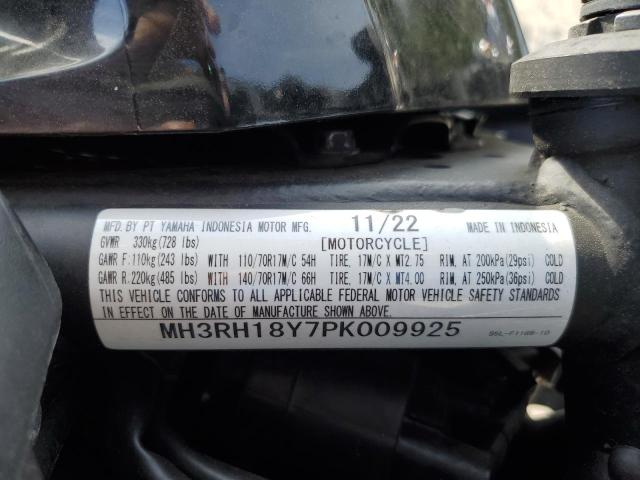 MFD. BY PT YAMAHA INDONESIA MOTOR MFG. 11/22 MADE IN INDONESIA
GVWR 330kg(728 lbs) [MOTORCYCLE]
GAWR F:110kg(243 lbs) WITH 110/70R17M/C 54H TIRE, 17M/C X MT2.75 RIM, AT 200kPa(29psi) COLD
GAWR R:220kg(485 lbs) WITH 140/70R17M/C 66H TIRE, 17M/C X MT4.00 RIM, AT 250kPa(36psi) COLD
THIS VEHICLE CONFORMS TO ALL APPLICABLE FEDERAL MOTOR VEHICLE SAFETY STANDARDS
IN EFFECT ON THE DATE OF MANUFACTURE SHOWN ABOVE.
MH3RH18Y7PK009925